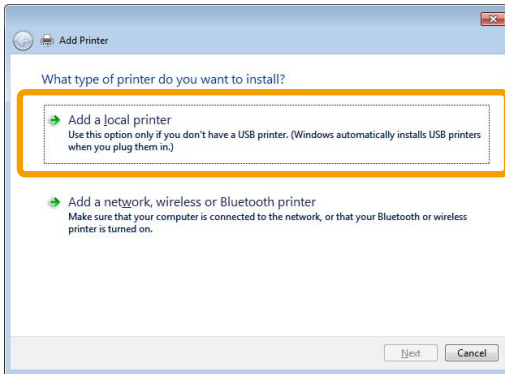 Add Printer
What type of printer do you want to install?
Add a local printer
Use this option only if you don't have a USB printer. (Windows automatically installs USB printers
when you plug them in.)
Add a network, wireless or Bluetooth printer
Make sure that your computer is connected to the network, or that your Bluetooth or wireless
printer is turned on.
Next Cancel